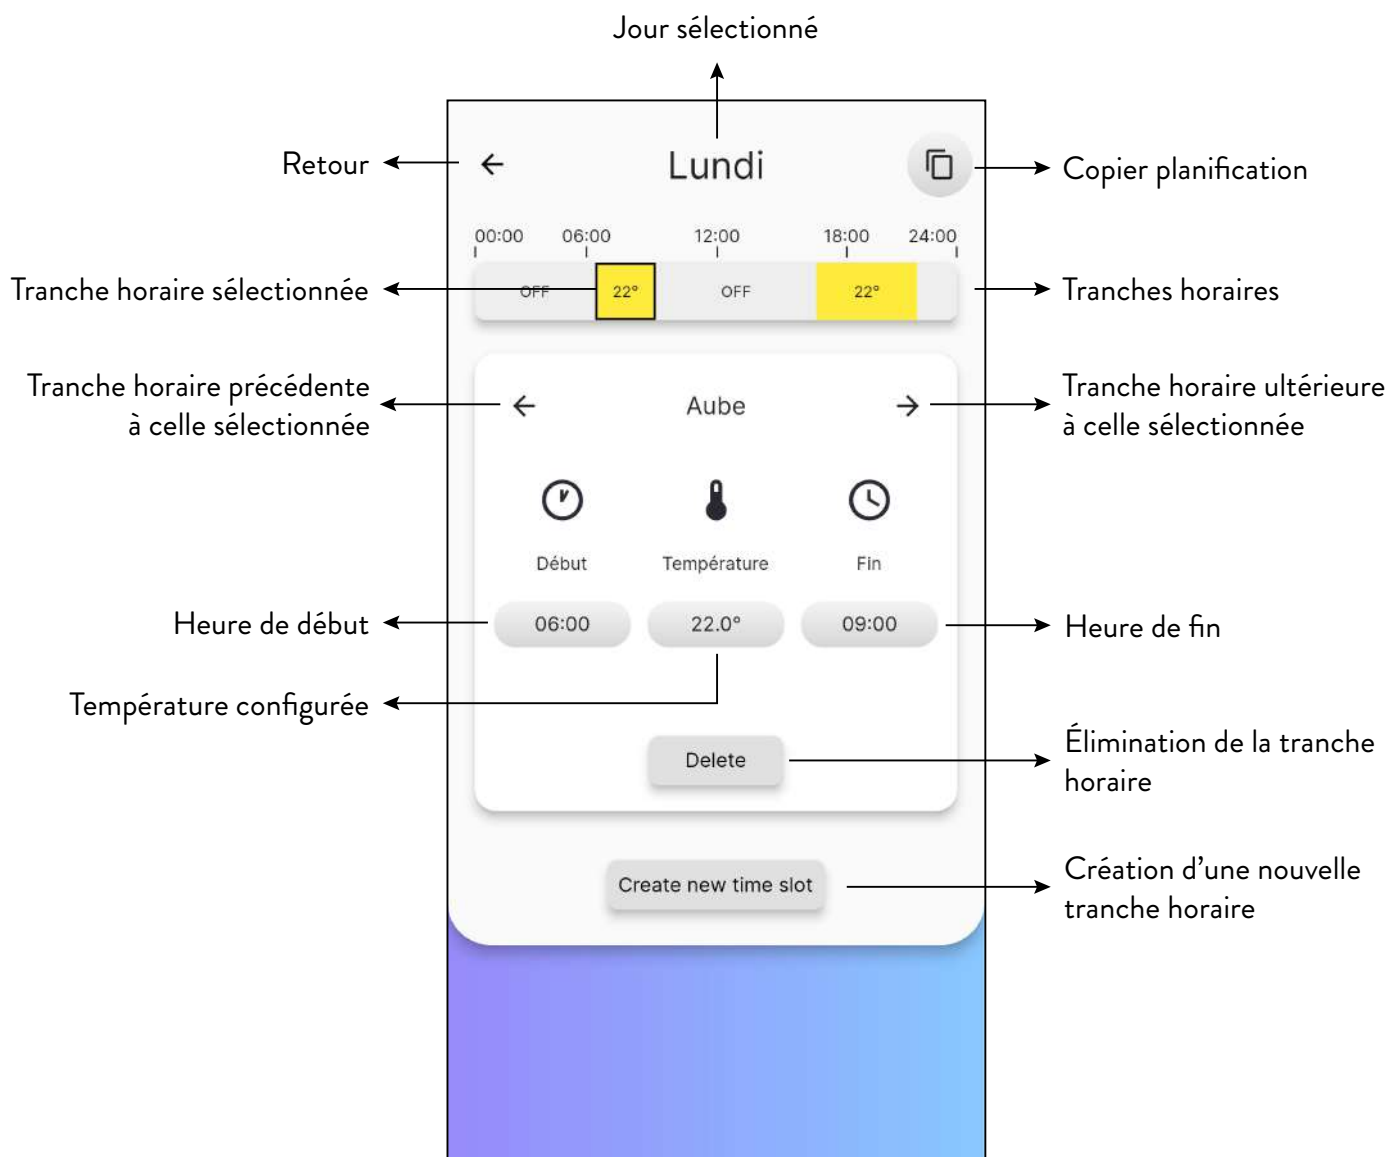 Jour sélectionné
Retour
Lundi
Copier planification
00:00 06:00 12:00 18:00 24:00
Tranche horaire sélectionnée
OFF 22° OFF 22°
Tranches horaires
Tranche horaire précédente
à celle sélectionnée
Aube
Tranche horaire ultérieure
à celle sélectionnée
Début Température Fin
Heure de début
06:00 22.0° 09:00
Heure de fin
Température configurée
Delete
Élimination de la tranche
horaire
Create new time slot
Création d’une nouvelle
tranche horaire